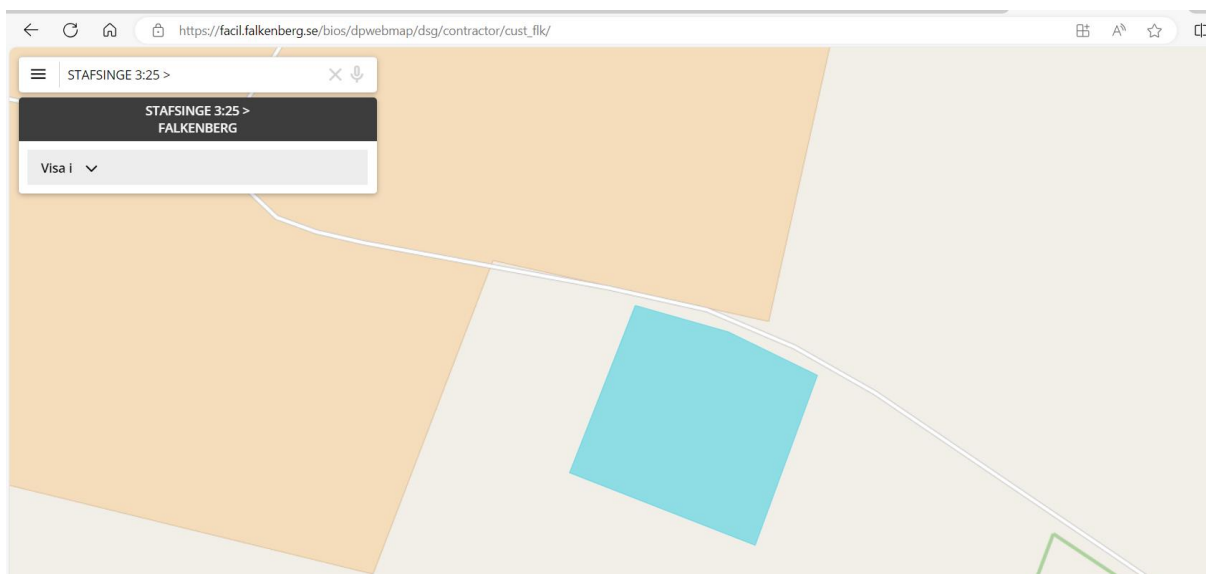 https://facil.falkenberg.se/bios/dpwebmap/dsg/contractor/cust_flk/
STAFSINGE 3:25 >
STAFSINGE 3:25 >
FALKENBERG
Visa i